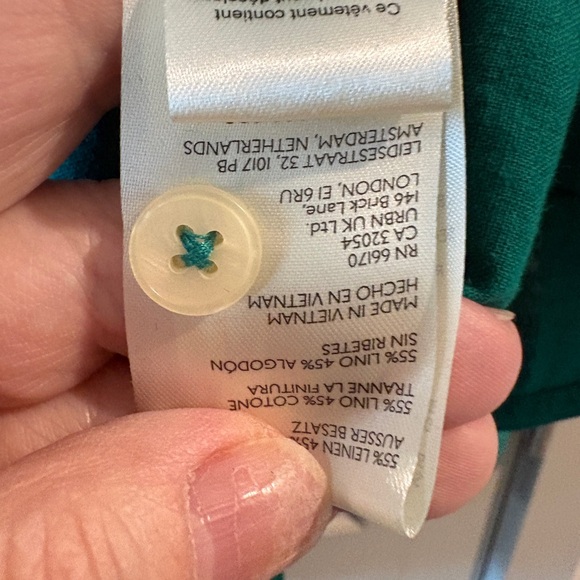 55% LEINEN 45%
AUSSER BESATZ
55% LINO 45% COTONE
TRANNE LA FINITURA
55% LINO 45% ALGODÓN
SIN RIBETES
MADE IN VIETNAM
HECHO EN VIETNAM
RN 66170
CA 32054
URBN UK Ltd.
146 Brick Lane,
LONDON, E1 6RU
LEIDSESTRAAT 32, 1017 PB
AMSTERDAM, NETHERLANDS
Ce vêtement contient